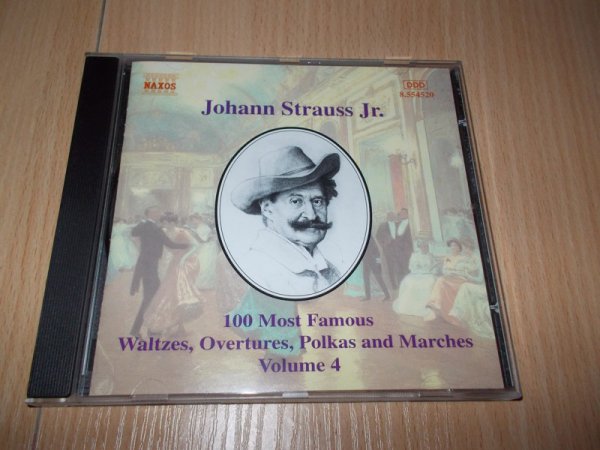 NAXOS
DDD
8.554520
Johann Strauss Jr.
100 Most Famous
Waltzes, Overtures, Polkas and Marches
Volume 4